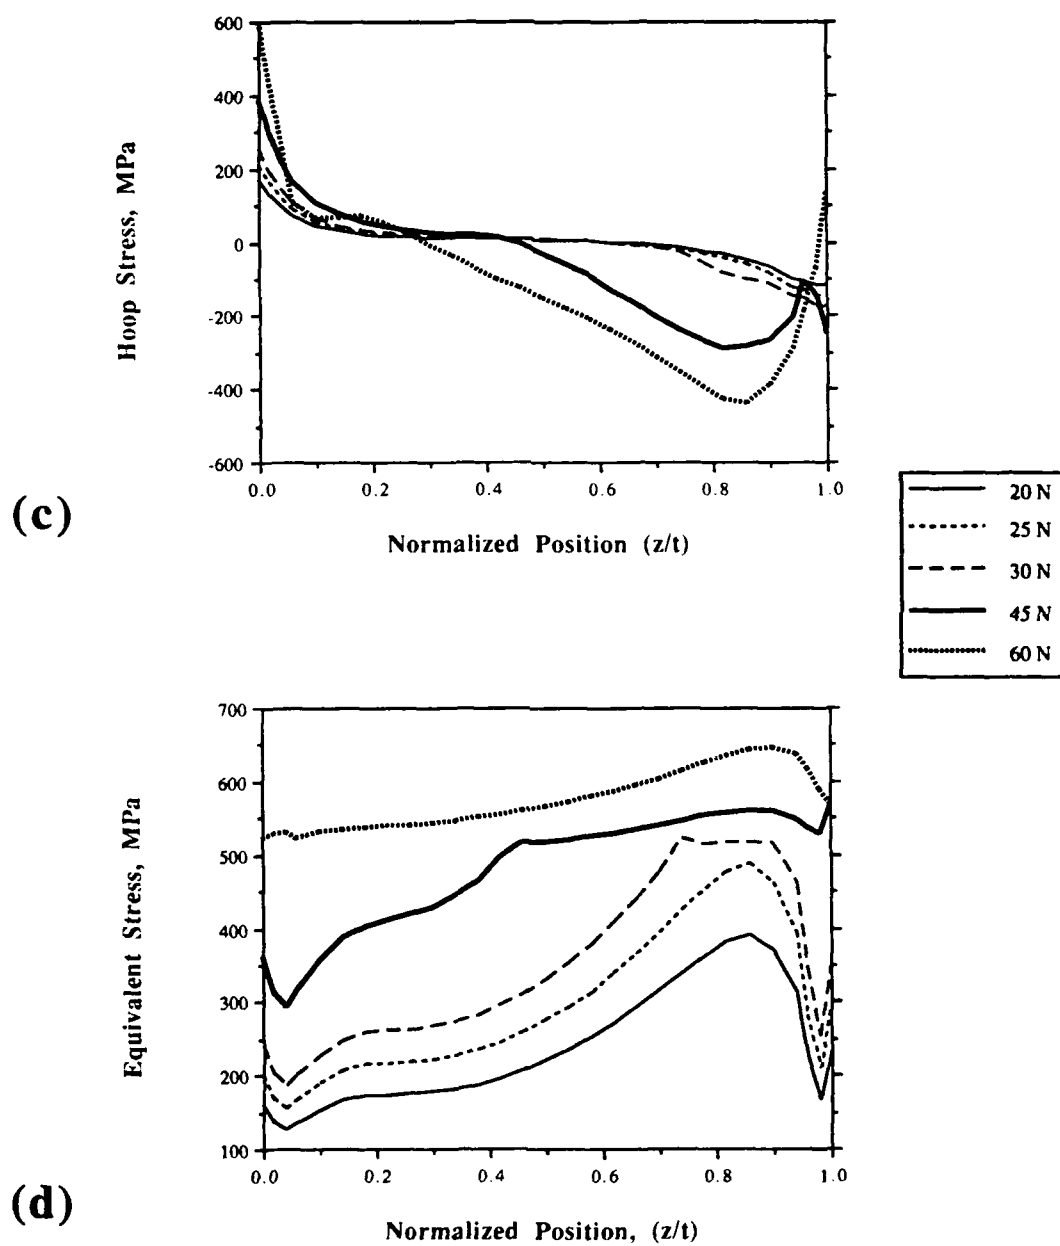 600
400
200
0
-200
-400
-600
Hoop Stress, MPa
0.0 0.2 0.4 0.6 0.8 1.0
Normalized Position (z/t)
(c)
20 N
25 N
30 N
45 N
60 N
700
600
500
400
300
200
100
Equivalent Stress, MPa
0.0 0.2 0.4 0.6 0.8 1.0
Normalized Position, (z/t)
(d)